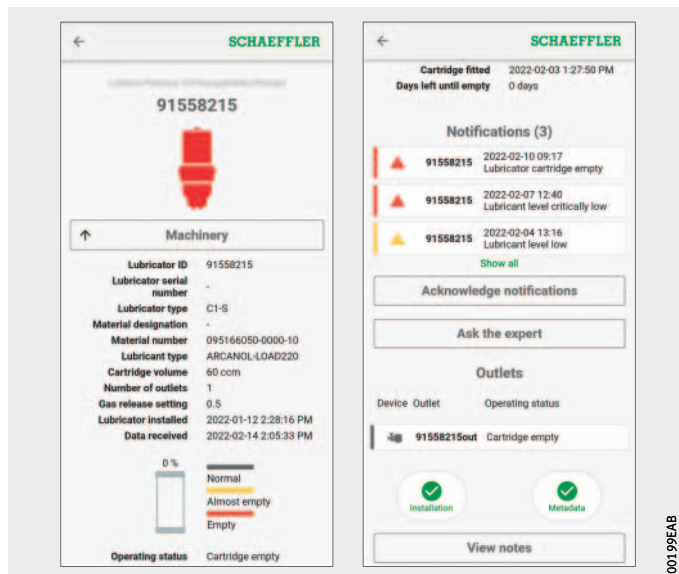 SCHAEFFLER
91558215
Machinery
Lubricator ID 91558215
Lubricator serial
number -
Lubricator type C1-S
Material designation -
Material number 095166050-0000-10
Lubricant type ARCANOL-LOAD220
Cartridge volume 60 ccm
Number of outlets 1
Gas release setting 0.5
Lubricator installed 2022-01-12 2:28:16 PM
Data received 2022-02-14 2:05:33 PM
0 %
Normal
Almost empty
Empty
Operating status Cartridge empty
SCHAEFFLER
Cartridge fitted 2022-02-03 1:27:50 PM
Days left until empty 0 days
Notifications (3)
91558215 2022-02-10 09:17
Lubricator cartridge empty
91558215 2022-02-07 12:40
Lubricant level critically low
91558215 2022-02-04 13:16
Lubricant level low
Show all
Acknowledge notifications
Ask the expert
Outlets
Device Outlet Operating status
91558215out Cartridge empty
Installation Metadata
View notes
00199EAB